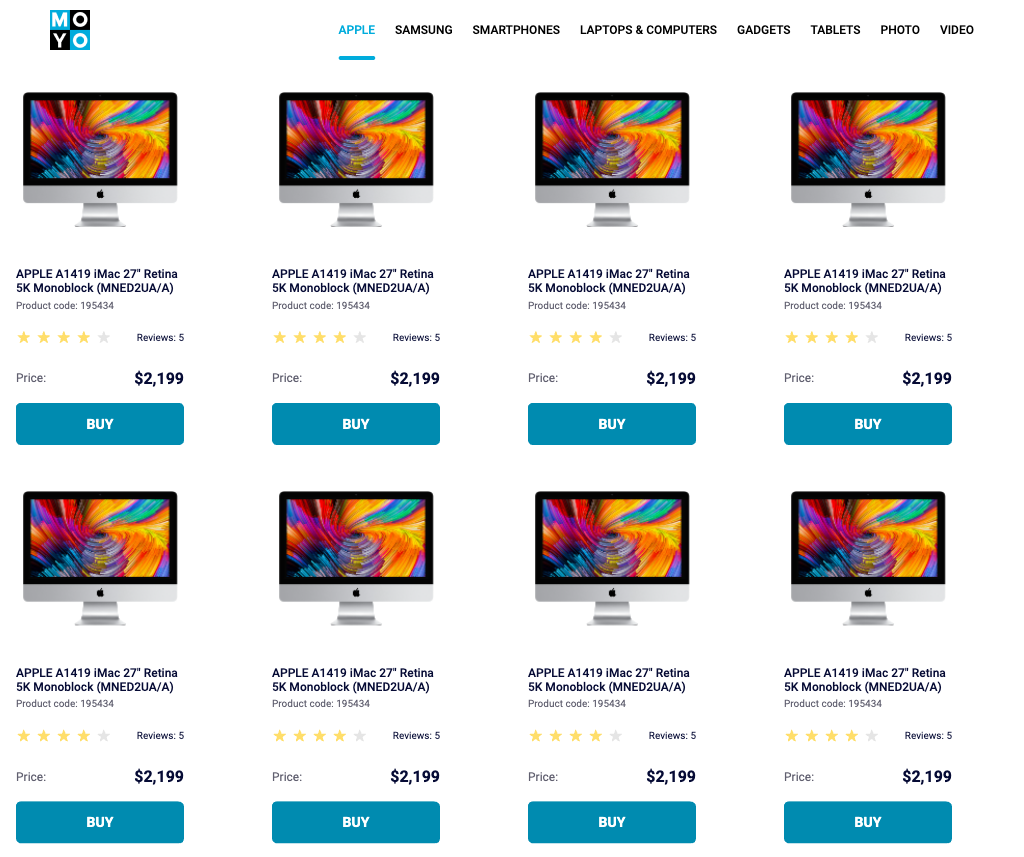 MO
YO
APPLE SAMSUNG SMARTPHONES LAPTOPS & COMPUTERS GADGETS TABLETS PHOTO VIDEO
APPLE A1419 iMac 27" Retina
5K Monoblock (MNED2UA/A)
Product code: 195434
Reviews: 5
Price: $2,199
BUY
APPLE A1419 iMac 27" Retina
5K Monoblock (MNED2UA/A)
Product code: 195434
Reviews: 5
Price: $2,199
BUY
APPLE A1419 iMac 27" Retina
5K Monoblock (MNED2UA/A)
Product code: 195434
Reviews: 5
Price: $2,199
BUY
APPLE A1419 iMac 27" Retina
5K Monoblock (MNED2UA/A)
Product code: 195434
Reviews: 5
Price: $2,199
BUY
APPLE A1419 iMac 27" Retina
5K Monoblock (MNED2UA/A)
Product code: 195434
Reviews: 5
Price: $2,199
BUY
APPLE A1419 iMac 27" Retina
5K Monoblock (MNED2UA/A)
Product code: 195434
Reviews: 5
Price: $2,199
BUY
APPLE A1419 iMac 27" Retina
5K Monoblock (MNED2UA/A)
Product code: 195434
Reviews: 5
Price: $2,199
BUY
APPLE A1419 iMac 27" Retina
5K Monoblock (MNED2UA/A)
Product code: 195434
Reviews: 5
Price: $2,199
BUY